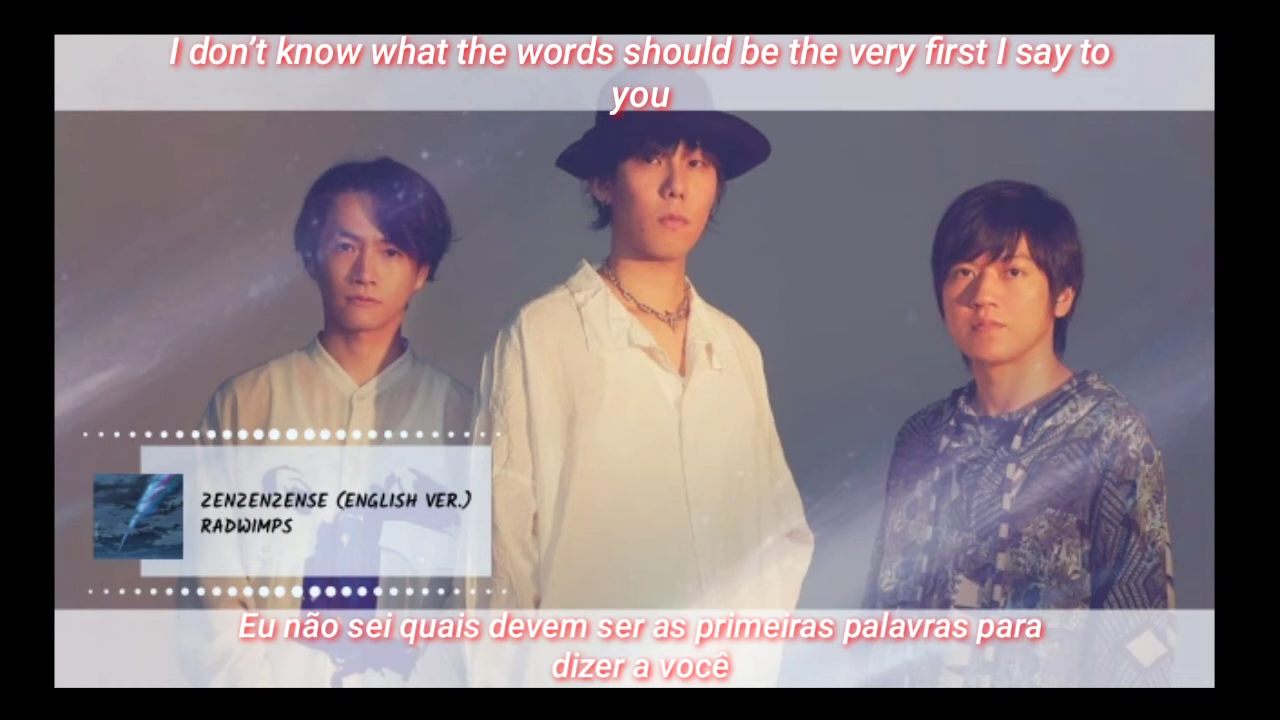 I don’t know what the words should be the very first I say to
you
ZENZENZENSE (ENGLISH VER.)
RADWIMPS
Eu não sei quais devem ser as primeiras palavras para
dizer a você